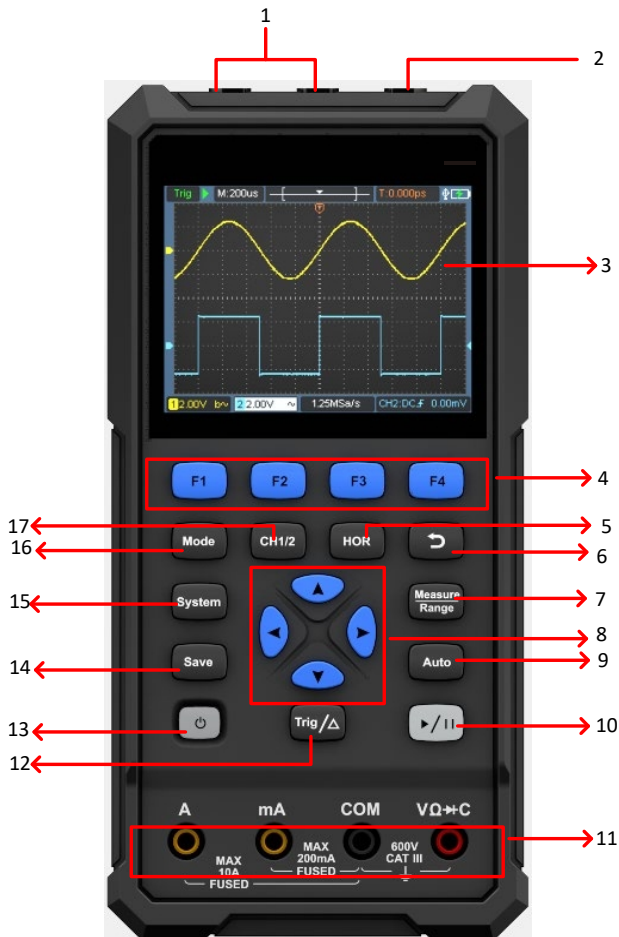 1
2
Trig M:200us T:0.000ps
3
1 2.00V 2 2.00V 1.25MSa/s CH2:DC 0.00mV
F1 F2 F3 F4
4
17
5
Mode CH1/2 HOR
16
6
15
System
Measure
Range
7
8
14
Save
Auto
9
13
Trig/△
▶/II
10
12
A mA COM VΩC
11
MAX
10A
FUSED
MAX
200mA
FUSED
600V
CAT III